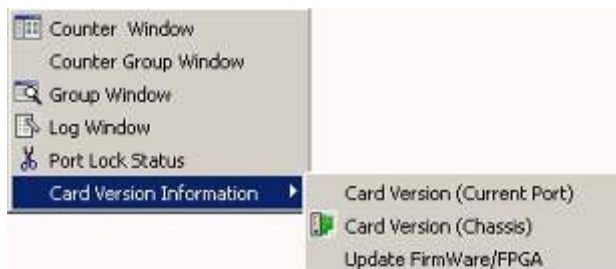 Counter Window
Counter Group Window
Group Window
Log Window
Port Lock Status
Card Version Information
Card Version (Current Port)
Card Version (Chassis)
Update FirmWare/FPGA